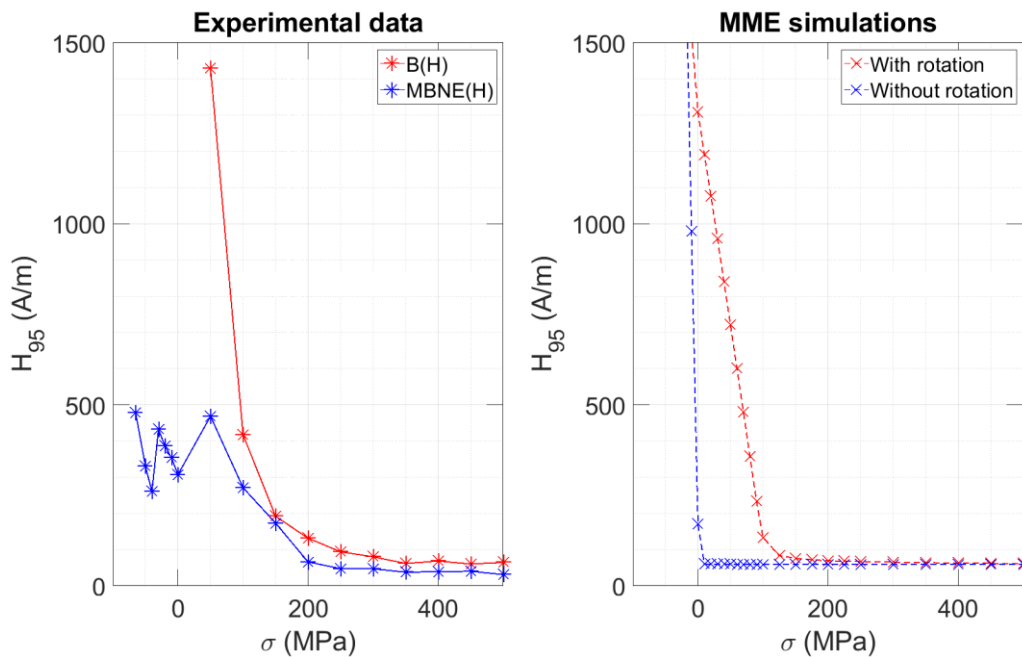 Experimental data
1500
1000
500
0
H95 (A/m)
B(H)
MBNE(H)
0
200
400
σ (MPa)
MME simulations
1500
1000
500
0
H95 (A/m)
With rotation
Without rotation
0
200
400
σ (MPa)